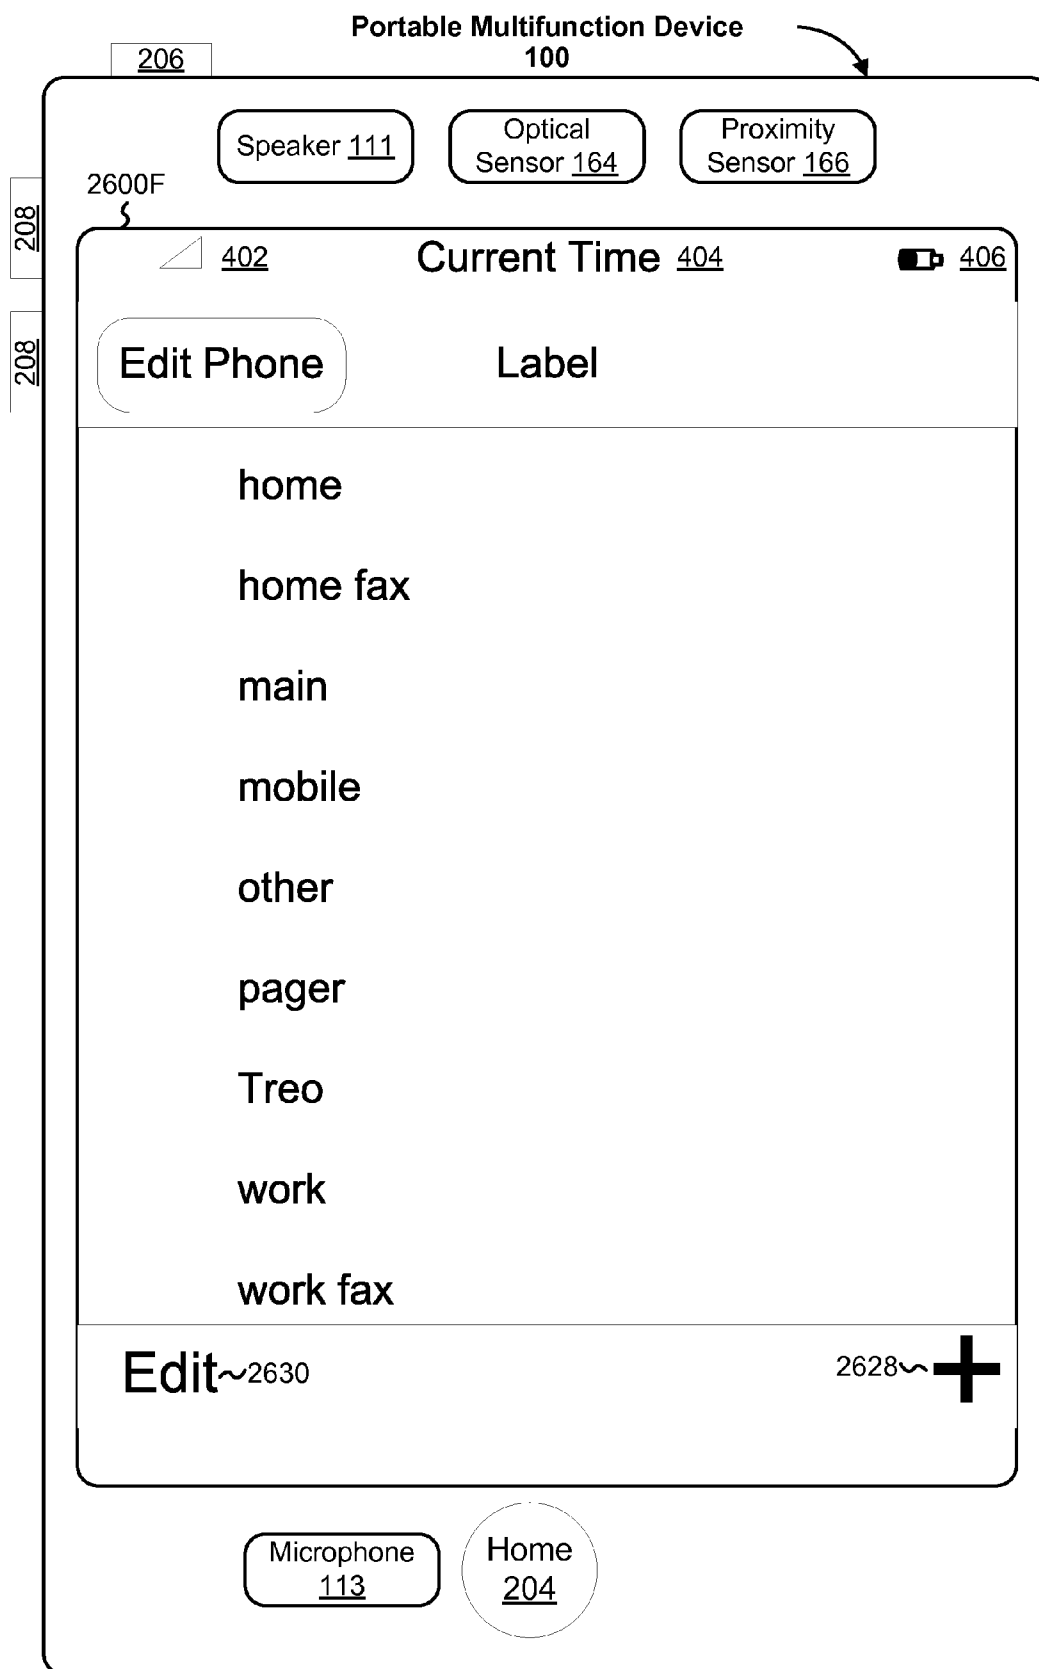 Portable Multifunction Device
100
206
Speaker 111
Optical
Sensor 164
Proximity
Sensor 166
2600F
208
208
402
Current Time 404
406
Edit Phone
Label
home
home fax
main
mobile
other
pager
Treo
work
work fax
Edit
2630
2628
+
Microphone
113
Home
204